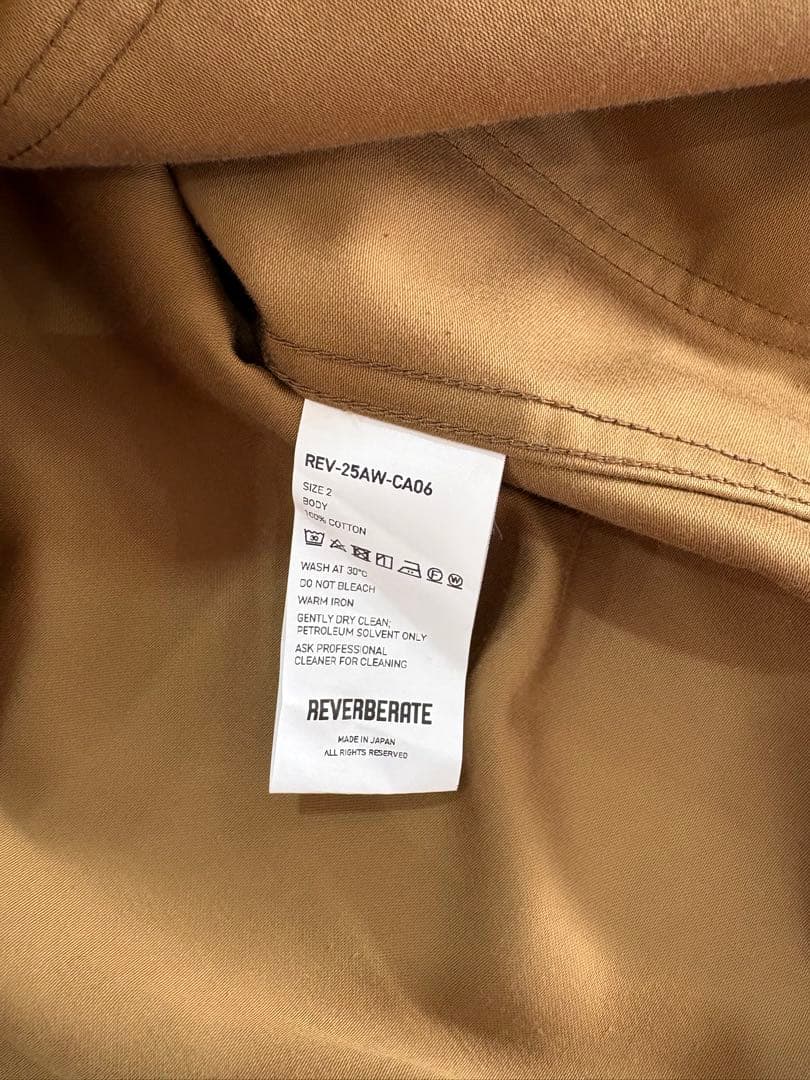 REV-25AW-CA06
SIZE 2
BODY
100% COTTON
30
F W
WASH AT 30°C
DO NOT BLEACH
WARM IRON
GENTLY DRY CLEAN;
PETROLEUM SOLVENT ONLY
ASK PROFESSIONAL
CLEANER FOR CLEANING
REVERBERATE
MADE IN JAPAN
ALL RIGHTS RESERVED